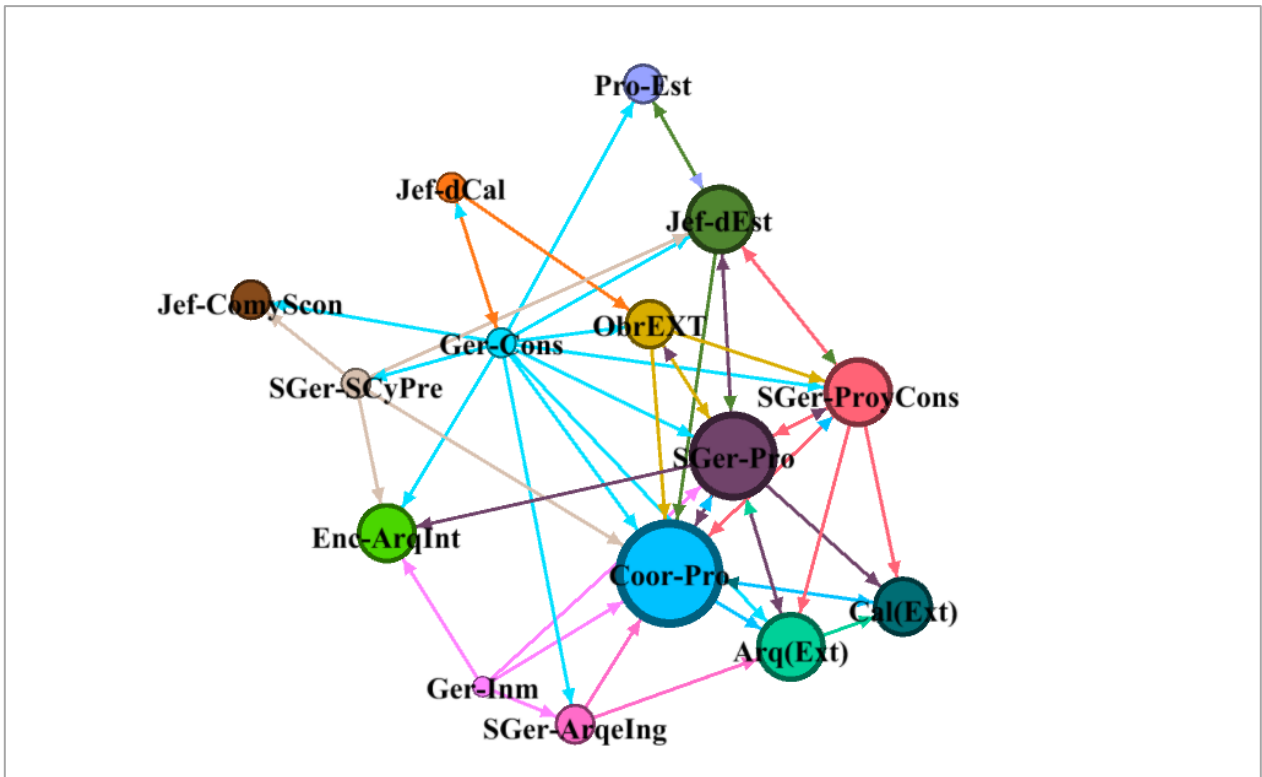 Pro-Est
Jef-dCal
Jef-dEst
Jef-ComyScon
ObrEXT
Ger-Cons
SGer-SCyPre
SGer-ProyCons
SGer-Pro
Enc-ArqInt
Coor-Pro
Cal(Ext)
Arq(Ext)
Ger-Inm
SGer-ArqeIng